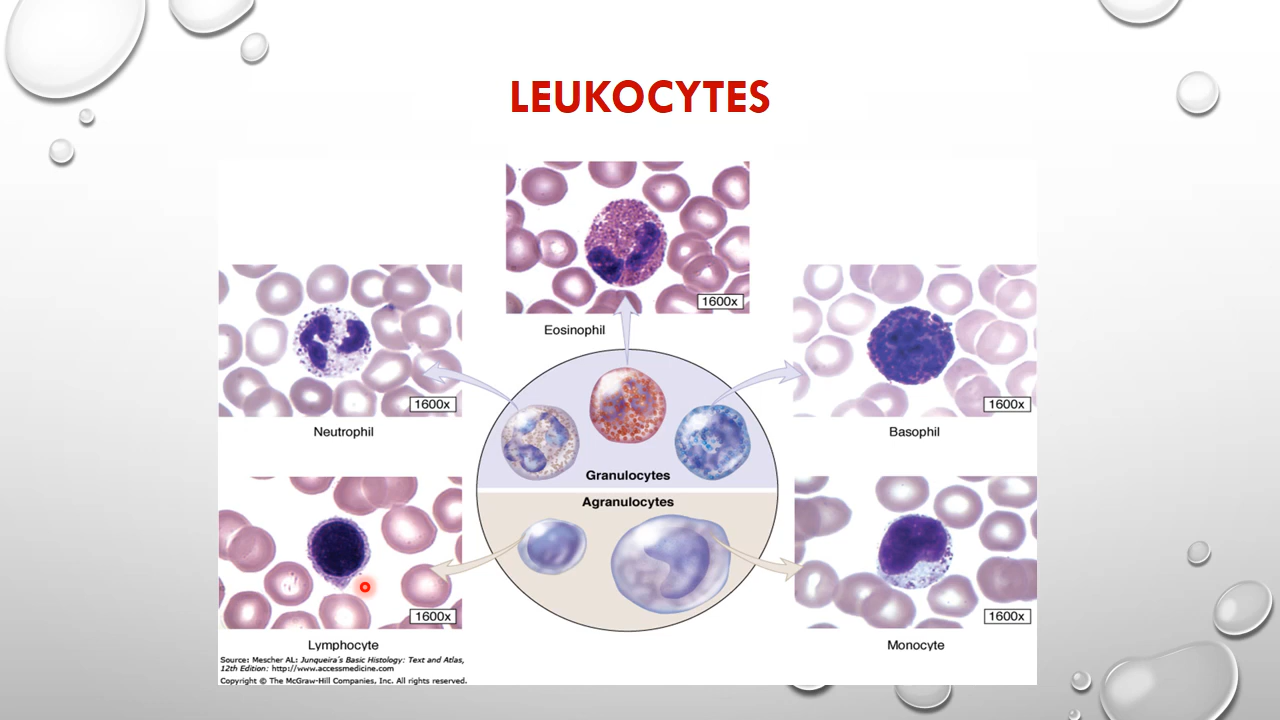 LEUKOCYTES
1600x
Eosinophil
1600x
Neutrophil
1600x
Basophil
Granulocytes
Agranulocytes
1600x
Lymphocyte
1600x
Monocyte
Source: Mescher AL: Junqueira's Basic Histology: Text and Atlas,
12th Edition: http://www.accessmedicine.com
Copyright © The McGraw-Hill Companies, Inc. All rights reserved.